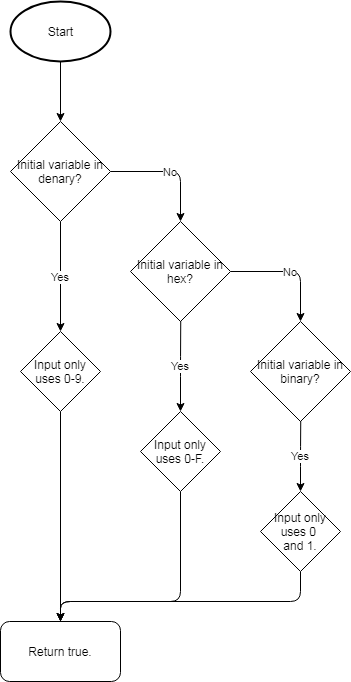 Start
Initial variable in
denary?
No
Initial variable in
hex?
Yes
No
Input only
uses 0-9.
Initial variable in
binary?
Yes
Input only
uses 0-F.
Yes
Input only
uses 0
and 1.
Return true.